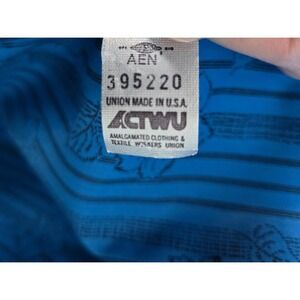 AEN
395220
UNION MADE IN U.S.A.
ACTWU
AMALGAMATED CLOTHING &
TEXTILE WORKERS UNION